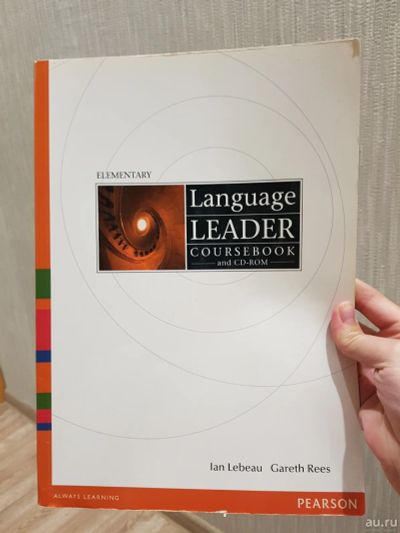 ELEMENTARY
Language
LEADER
COURSEBOOK
and CD-ROM
Ian Lebeau Gareth Rees
ALWAYS LEARNING
PEARSON
au.ru